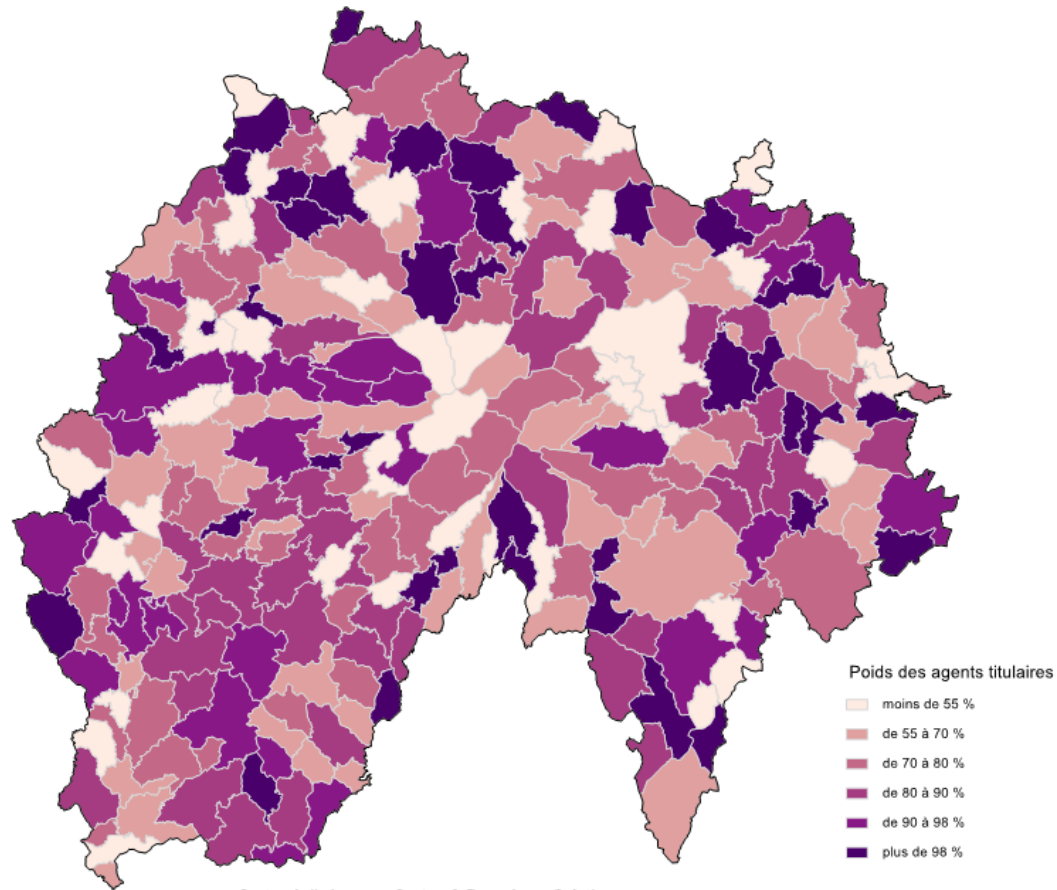 Poids des agents titulaires
moins de 55 %
de 55 à 70 %
de 70 à 80 %
de 80 à 90 %
de 90 à 98 %
plus de 98 %